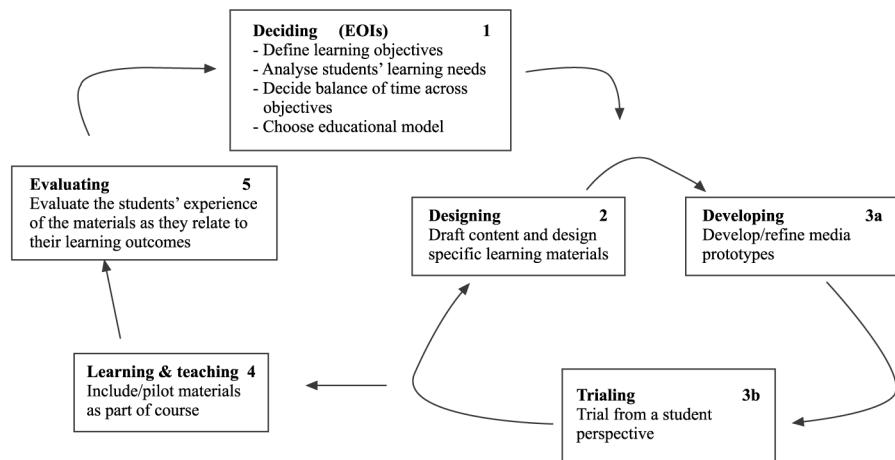 Deciding (EOIs) 1
- Define learning objectives
- Analyse students’ learning needs
- Decide balance of time across
objectives
- Choose educational model
Evaluating 5
Evaluate the students’ experience
of the materials as they relate to
their learning outcomes
Designing 2
Draft content and design
specific learning materials
Developing 3a
Develop/refine media
prototypes
Learning & teaching 4
Include/pilot materials
as part of course
Trialing 3b
Trial from a student
perspective